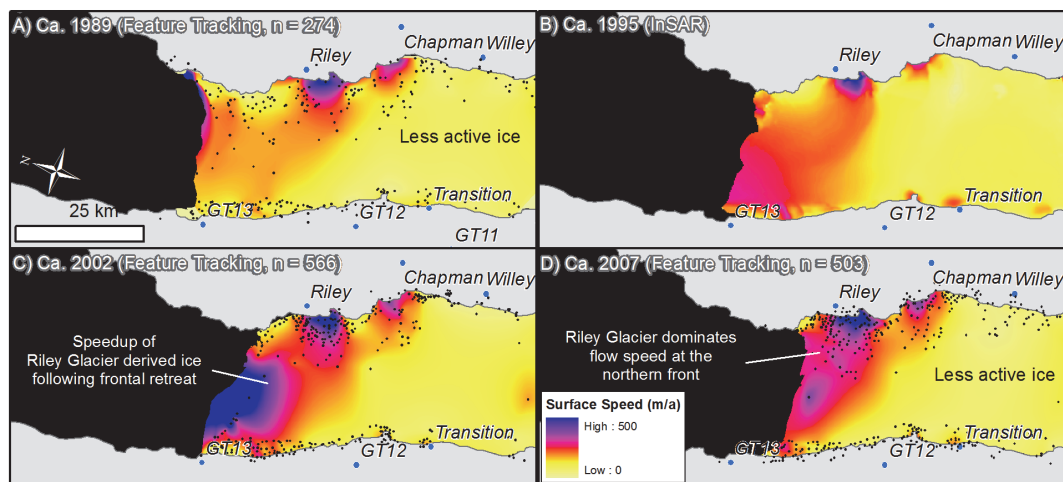 A) Ca. 1989 (Feature Tracking, n = 274)
Riley
Chapman Willey
Less active ice
N
25 km
GT13
GT12
Transition
GT11
B) Ca. 1995 (InSAR)
Riley
Chapman Willey
GT13
GT12
Transition
C) Ca. 2002 (Feature Tracking, n = 566)
Riley
Chapman Willey
Speedup of
Riley Glacier derived ice
following frontal retreat
GT13
GT12
Transition
D) Ca. 2007 (Feature Tracking, n = 503)
Riley
Chapman Willey
Riley Glacier dominates
flow speed at the
northern front
Less active ice
Surface Speed (m/a)
High : 500
Low : 0
GT13
GT12
Transition